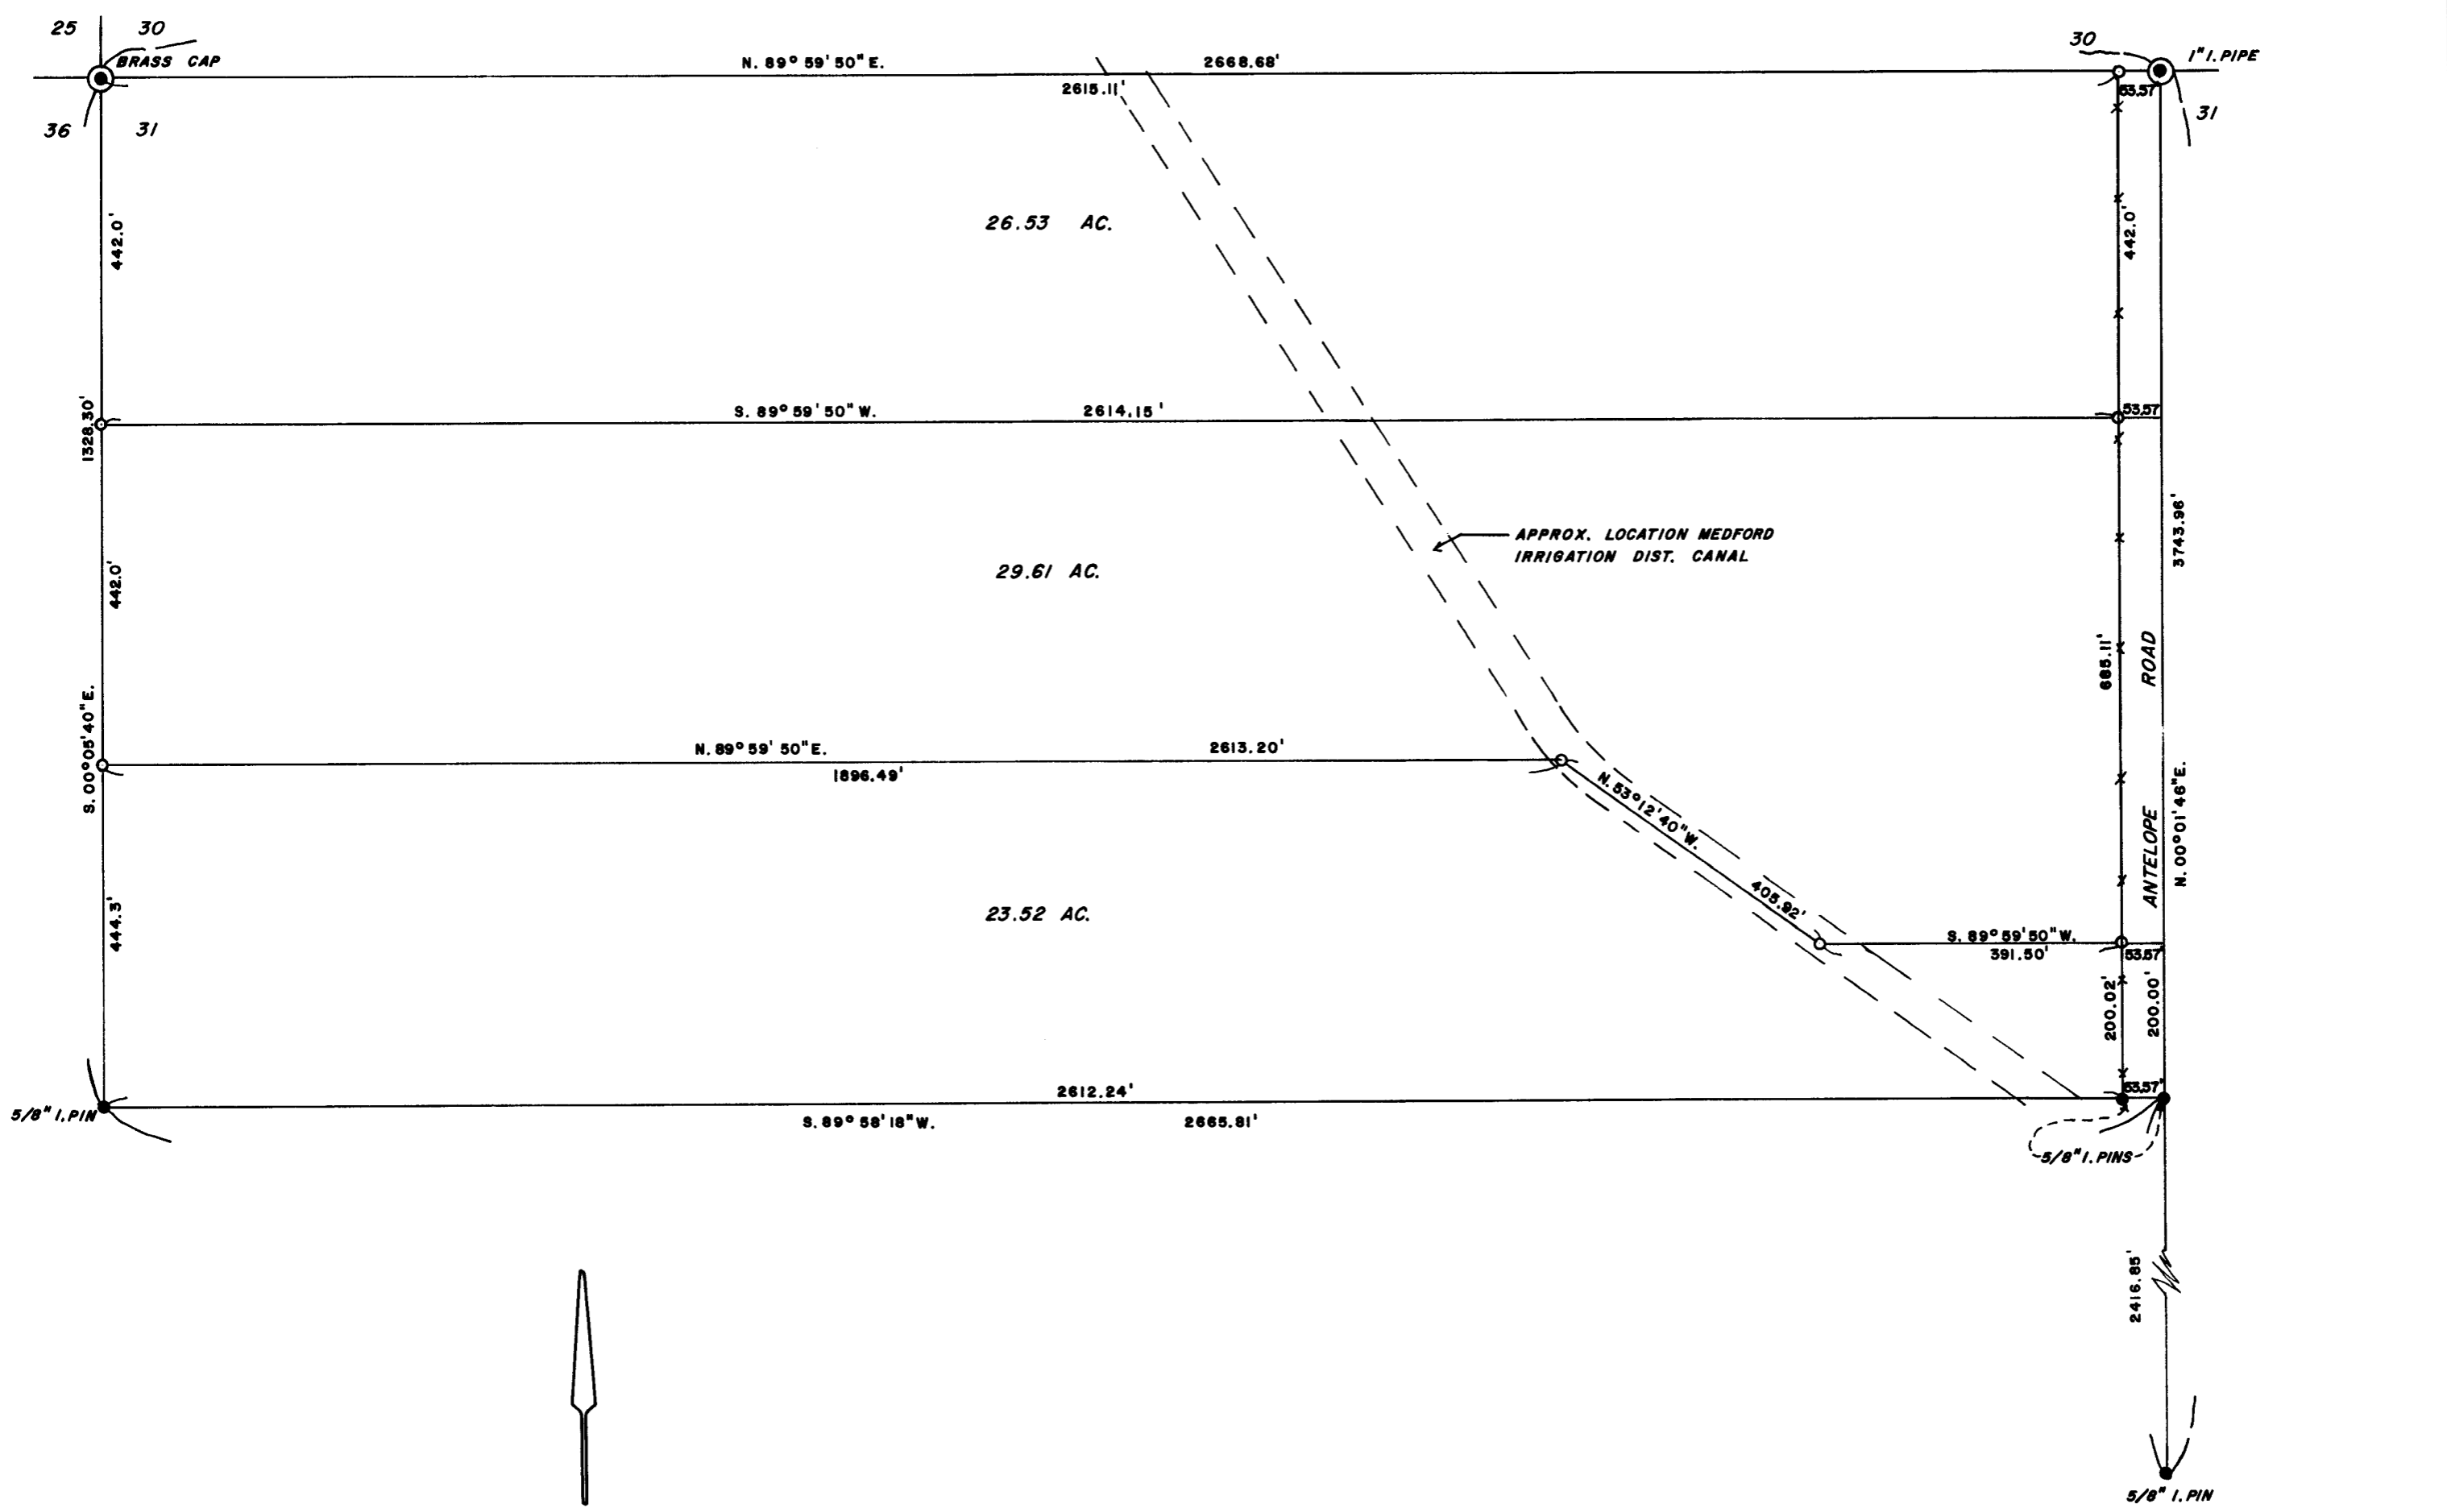 25 30
30
BRASS CAP
N. 89° 59' 50" E. 2668.68'
1" I. PIPE
2615.11'
53.57'
36 31
31
442.0'
26.53 AC.
442.0'
1328.30'
S. 89° 59' 50" W. 2614.15'
53.57'
3743.96'
APPROX. LOCATION MEDFORD
IRRIGATION DIST. CANAL
442.0'
29.61 AC.
685.11'
ANTELOPE ROAD
S. 00° 05' 40" E.
N. 89° 59' 50" E. 2613.20'
1896.49'
N. 53° 12' 40" W.
405.92'
N. 00° 01' 46" E.
444.3'
23.52 AC.
S. 89° 59' 50" W.
391.50'
53.57'
200.02'
200.00'
2612.24'
53.57'
5/8" I. PIN
S. 89° 58' 18" W. 2665.81'
5/8" I. PINS
2416.85'
5/8" I. PIN